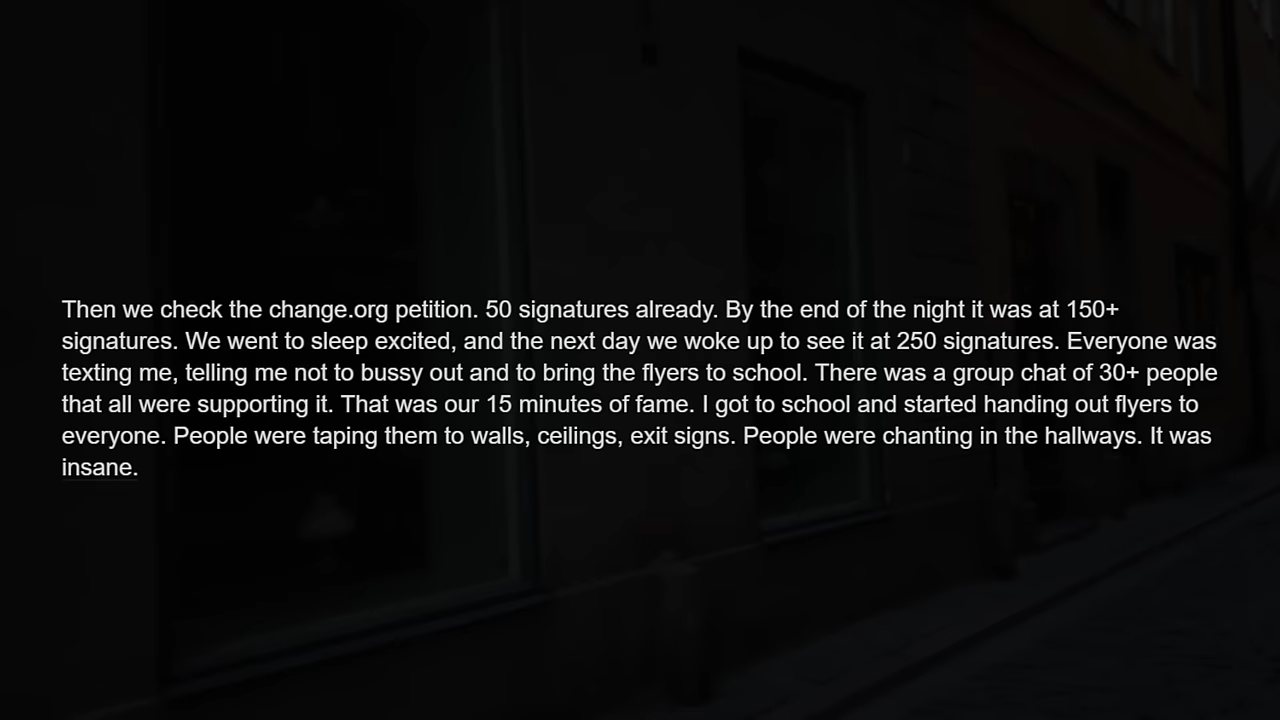 Then we check the change.org petition. 50 signatures already. By the end of the night it was at 150+
signatures. We went to sleep excited, and the next day we woke up to see it at 250 signatures. Everyone was
texting me, telling me not to bussy out and to bring the flyers to school. There was a group chat of 30+ people
that all were supporting it. That was our 15 minutes of fame. I got to school and started handing out flyers to
everyone. People were taping them to walls, ceilings, exit signs. People were chanting in the hallways. It was
insane.